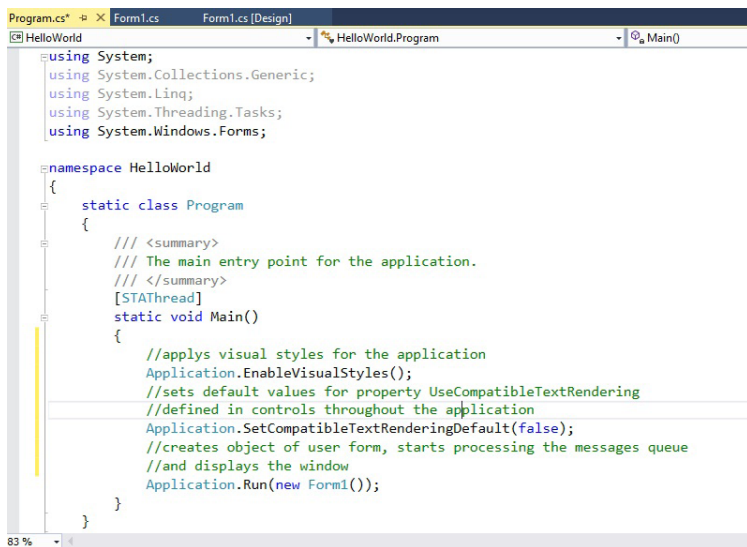 Program.cs* Form1.cs Form1.cs [Design]
C# HelloWorld HelloWorld.Program Main()
using System;
using System.Collections.Generic;
using System.Linq;
using System.Threading.Tasks;
using System.Windows.Forms;
namespace HelloWorld
{
static class Program
{
/// <summary>
/// The main entry point for the application.
/// </summary>
[STAThread]
static void Main()
{
//applys visual styles for the application
Application.EnableVisualStyles();
//sets default values for property UseCompatibleTextRendering
//defined in controls throughout the application
Application.SetCompatibleTextRenderingDefault(false);
//creates object of user form, starts processing the messages queue
//and displays the window
Application.Run(new Form1());
}
}
83 %